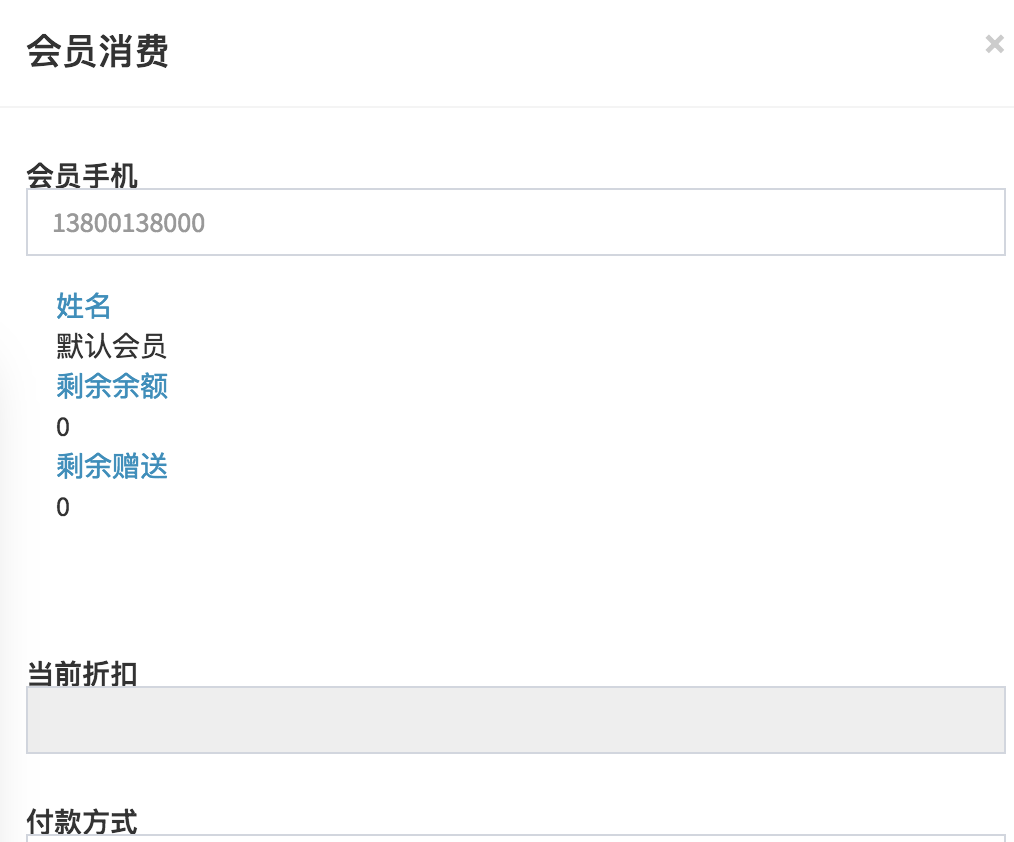 会员消费
×
会员手机
13800138000
姓名
默认会员
剩余余额
0
剩余赠送
0
当前折扣
付款方式